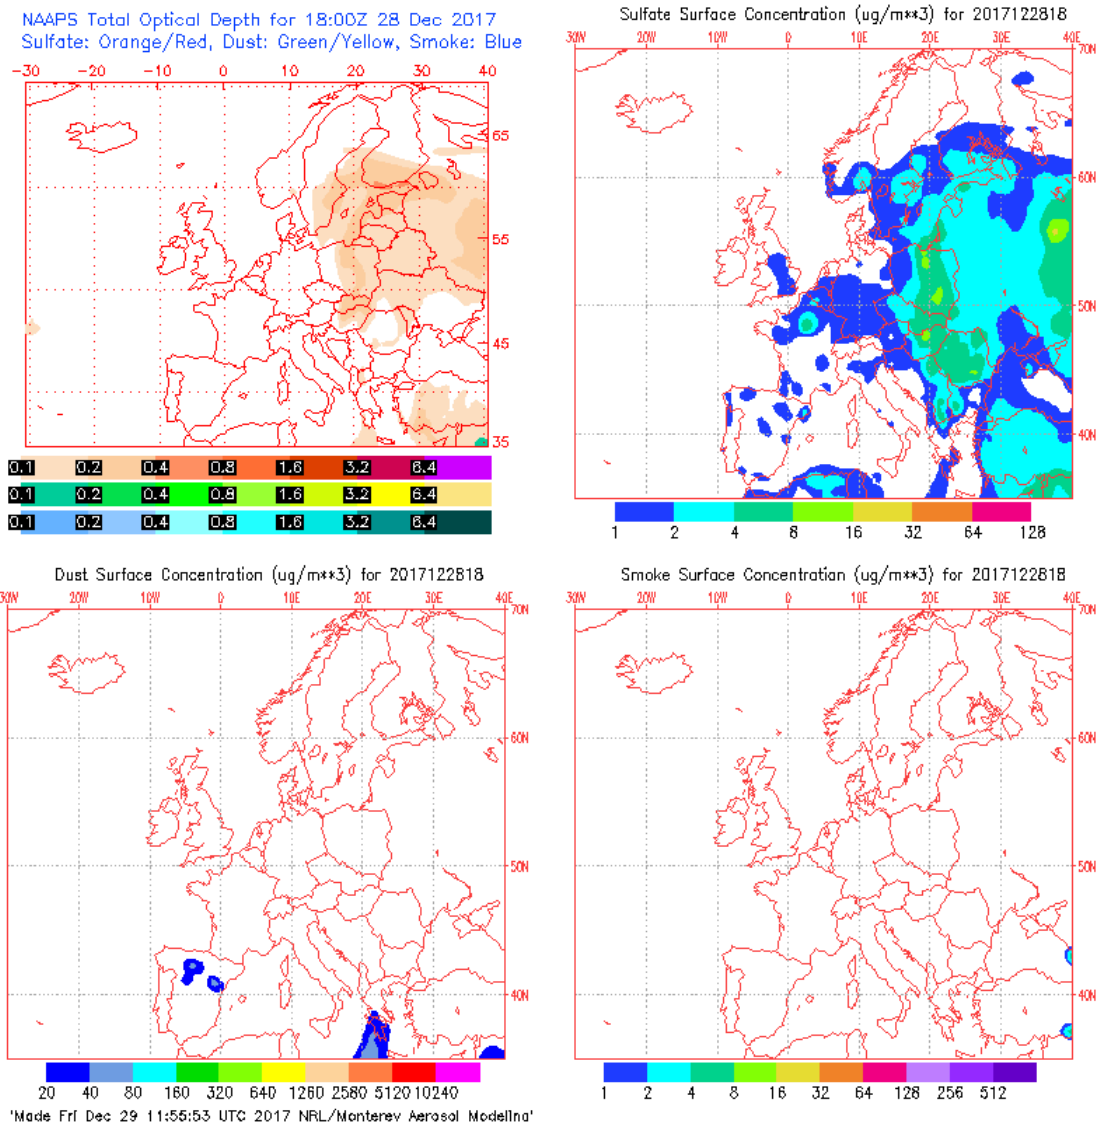 NAAPS Total Optical Depth for 18:00Z 28 Dec 2017
Sulfate: Orange/Red, Dust: Green/Yellow, Smoke: Blue
-30 -20 -10 0 10 20 30 40
65
55
45
35
0.1 0.2 0.4 0.8 1.6 3.2 6.4
0.1 0.2 0.4 0.8 1.6 3.2 6.4
0.1 0.2 0.4 0.8 1.6 3.2 6.4
Sulfate Surface Concentration (ug/m**3) for 2017122818
30W 20W 10W 0 10E 20E 30E 40E
70N
60N
50N
40N
1 2 4 8 16 32 64 128
Dust Surface Concentration (ug/m**3) for 2017122818
30W 20W 10W 0 10E 20E 30E 40E
70N
60N
50N
40N
20 40 80 160 320 640 1280 2560 5120 10240
Smoke Surface Concentration (ug/m**3) for 2017122818
30W 20W 10W 0 10E 20E 30E 40E
70N
60N
50N
40N
1 2 4 8 16 32 64 128 256 512
'Made Fri Dec 29 11:55:53 UTC 2017 NRL/Monterey Aerosol Modeling'